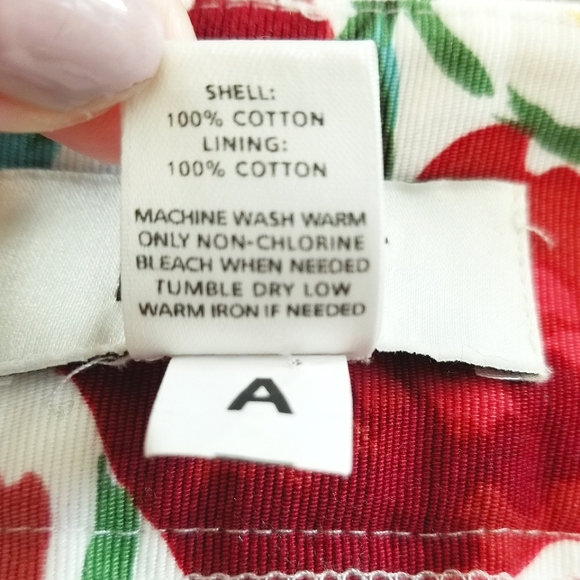 SHELL:
100% COTTON
LINING:
100% COTTON
MACHINE WASH WARM
ONLY NON-CHLORINE
BLEACH WHEN NEEDED
TUMBLE DRY LOW
WARM IRON IF NEEDED
A